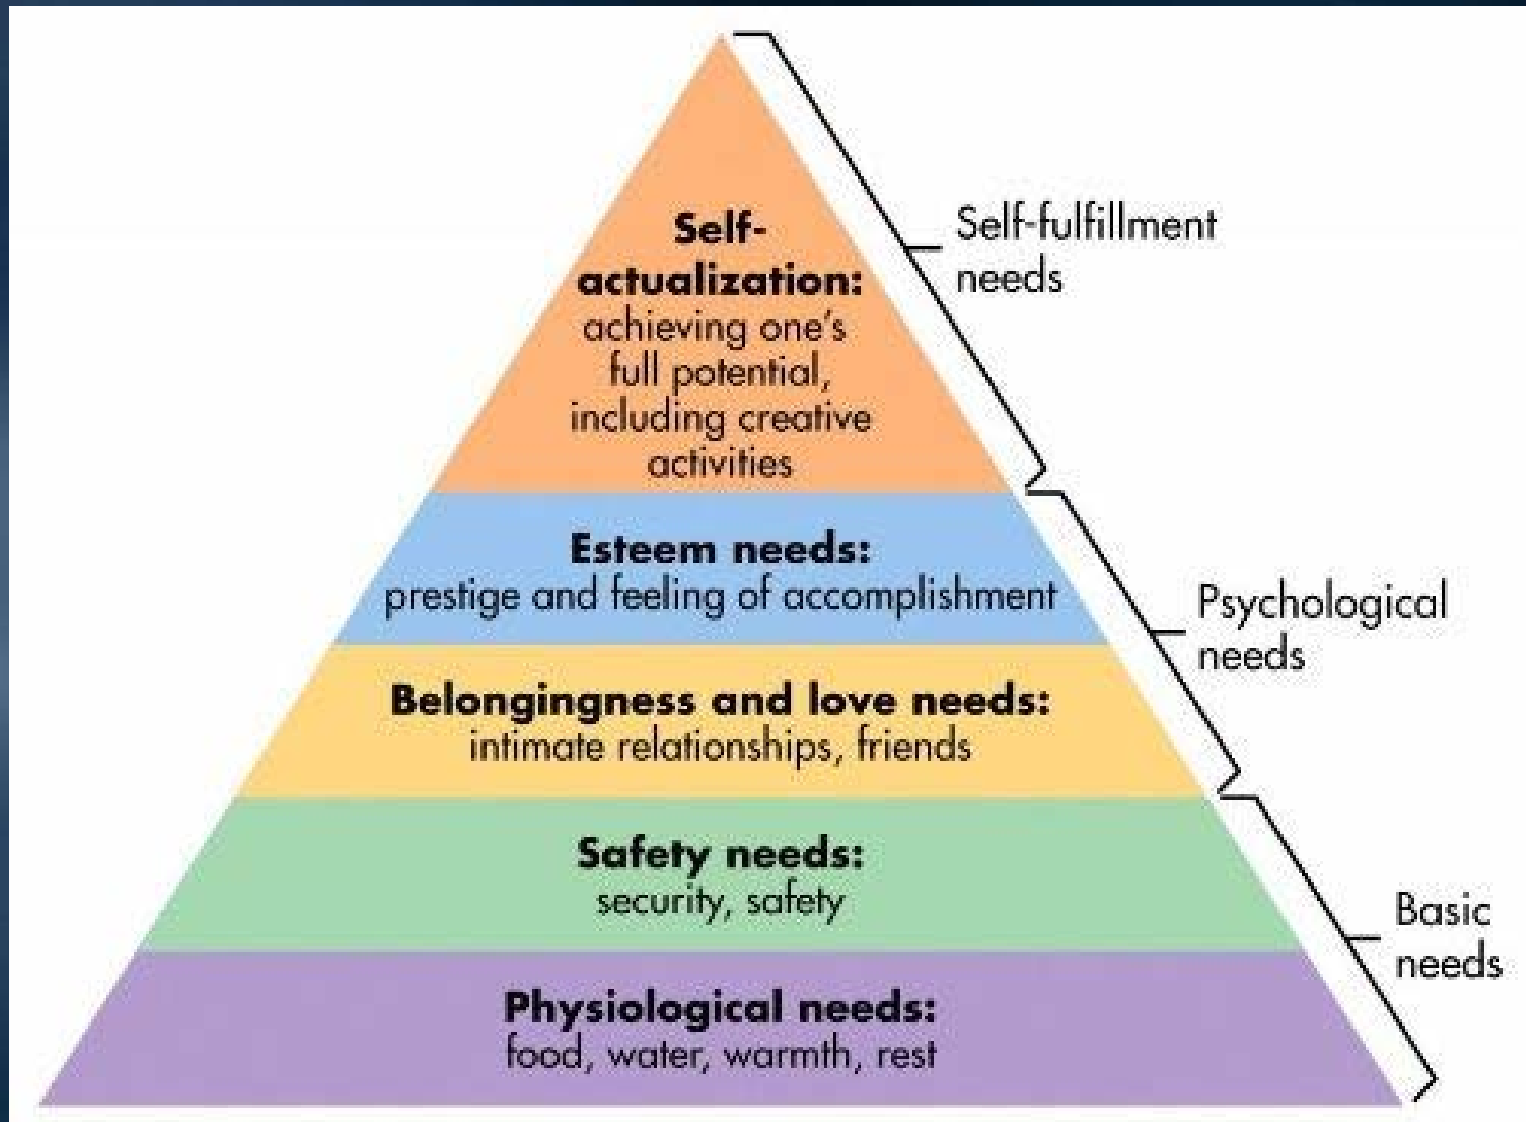 Self-
actualization:
achieving one's
full potential,
including creative
activities
Self-fulfillment
needs
Esteem needs:
prestige and feeling of accomplishment
Psychological
needs
Belongingness and love needs:
intimate relationships, friends
Safety needs:
security, safety
Basic
needs
Physiological needs:
food, water, warmth, rest